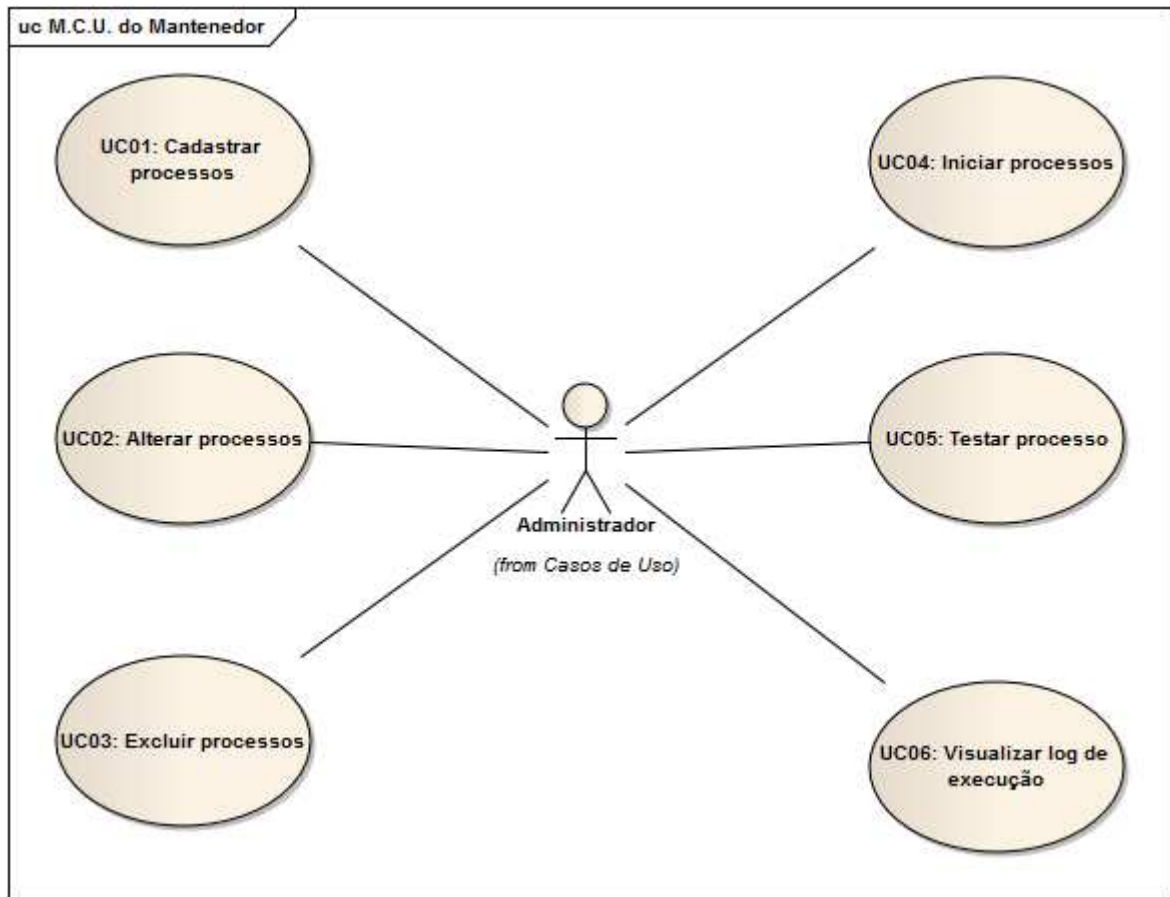 uc M.C.U. do Mantenedor
UC01: Cadastrar
processos
UC04: Iniciar processos
UC02: Alterar processos
UC05: Testar processo
Administrador
(from Casos de Uso)
UC03: Excluir processos
UC06: Visualizar log de
execução